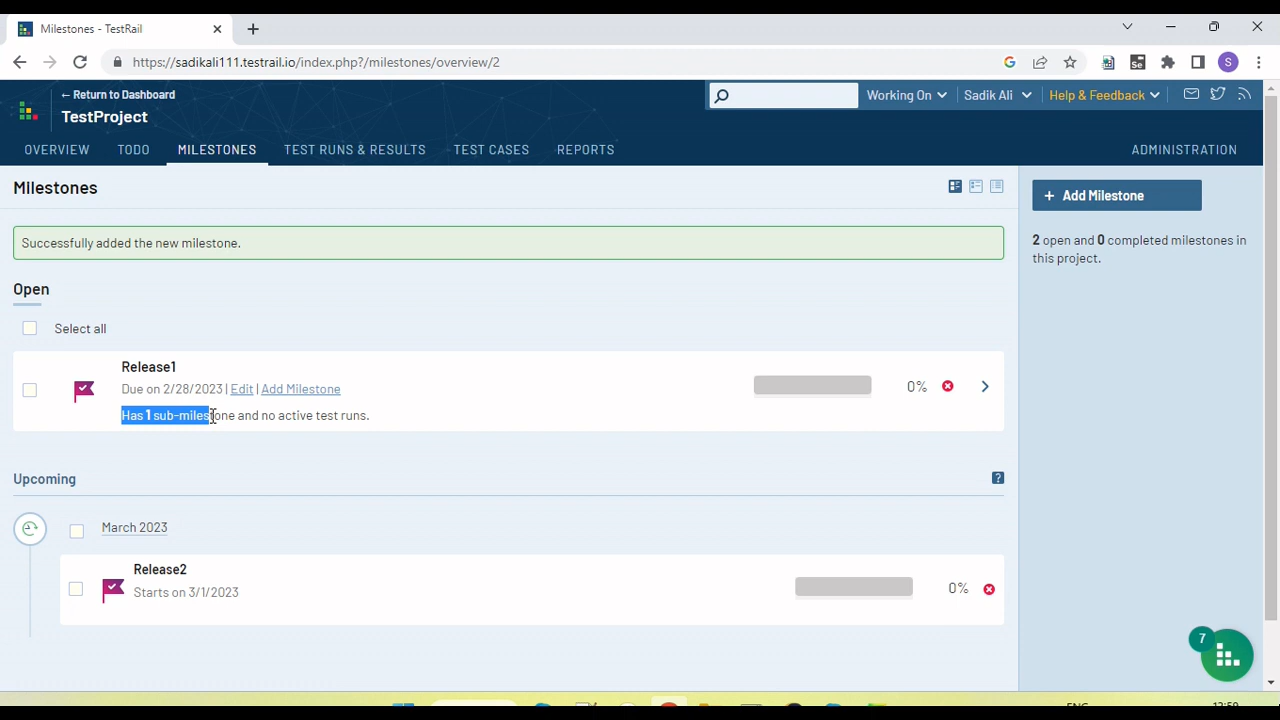 Milestones - TestRail
https://sadikali111.testrail.io/index.php?/milestones/overview/2
S
← Return to Dashboard
TestProject
Working On
Sadik Ali
Help & Feedback
OVERVIEW
TODO
MILESTONES
TEST RUNS & RESULTS
TEST CASES
REPORTS
ADMINISTRATION
Milestones
+ Add Milestone
Successfully added the new milestone.
2 open and 0 completed milestones in
this project.
Open
Select all
Release1
Due on 2/28/2023 | Edit | Add Milestone
0%
Has 1 sub-milestone and no active test runs.
Upcoming
?
March 2023
Release2
Starts on 3/1/2023
0%
7